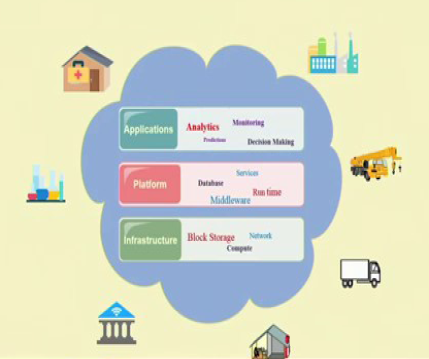 Applications
Analytics
Monitoring
Predictions
Decision Making
Platform
Services
Database
Run time
Middleware
Infrastructure
Block Storage
Network
Compute